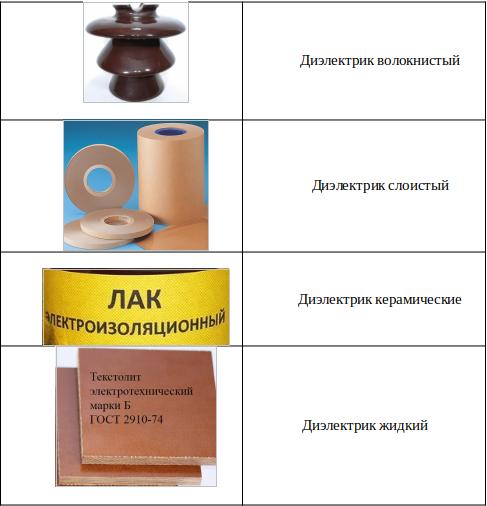 Диэлектрик волокнистый
Диэлектрик слоистый
ЛАК
ЭЛЕКТРОИЗОЛЯЦИОННЫЙ
Диэлектрик керамические
Текстолит
электротехнический
марки Б
ГОСТ 2910-74
Диэлектрик жидкий